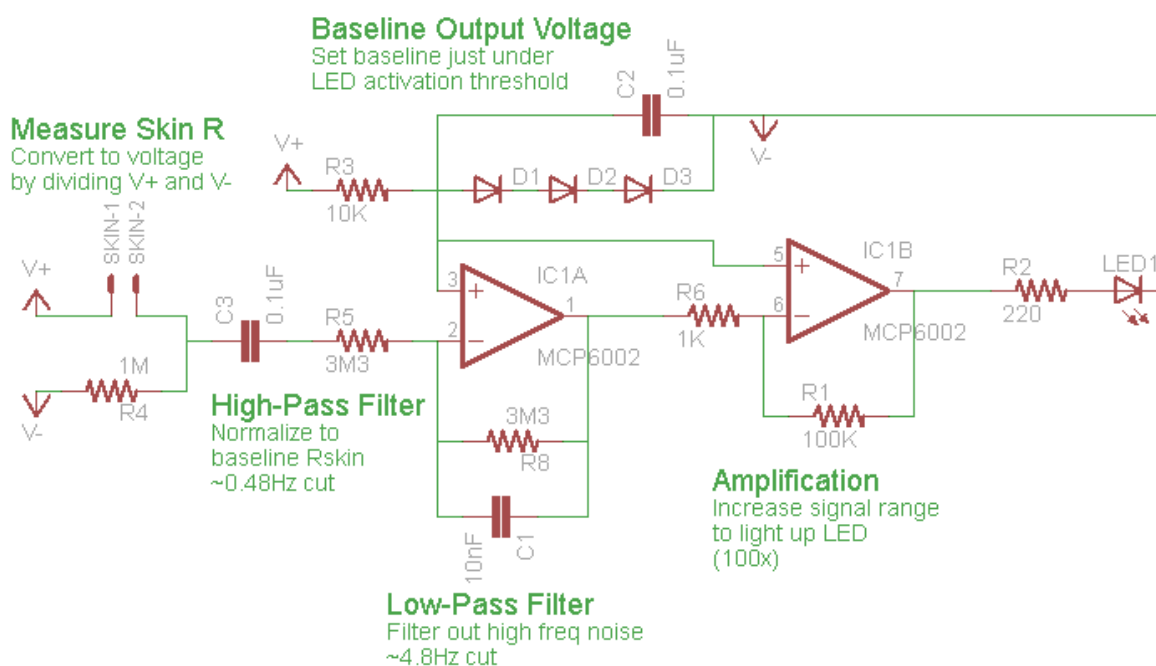 Baseline Output Voltage
Set baseline just under
LED activation threshold
C2
0.1uF
Measure Skin R
Convert to voltage
by dividing V+ and V-
V+
R3
10K
D1
D2
D3
V-
SKIN-1
SKIN-2
V+
C3
0.1uF
R5
3M3
3
2
1
IC1A
MCP6002
R6
1K
5
6
7
IC1B
MCP6002
R2
220
LED1
1M
R4
V-
High-Pass Filter
Normalize to
baseline Rskin
~0.48Hz cut
3M3
R8
R1
100K
10nF
C1
Amplification
Increase signal range
to light up LED
(100x)
Low-Pass Filter
Filter out high freq noise
~4.8Hz cut